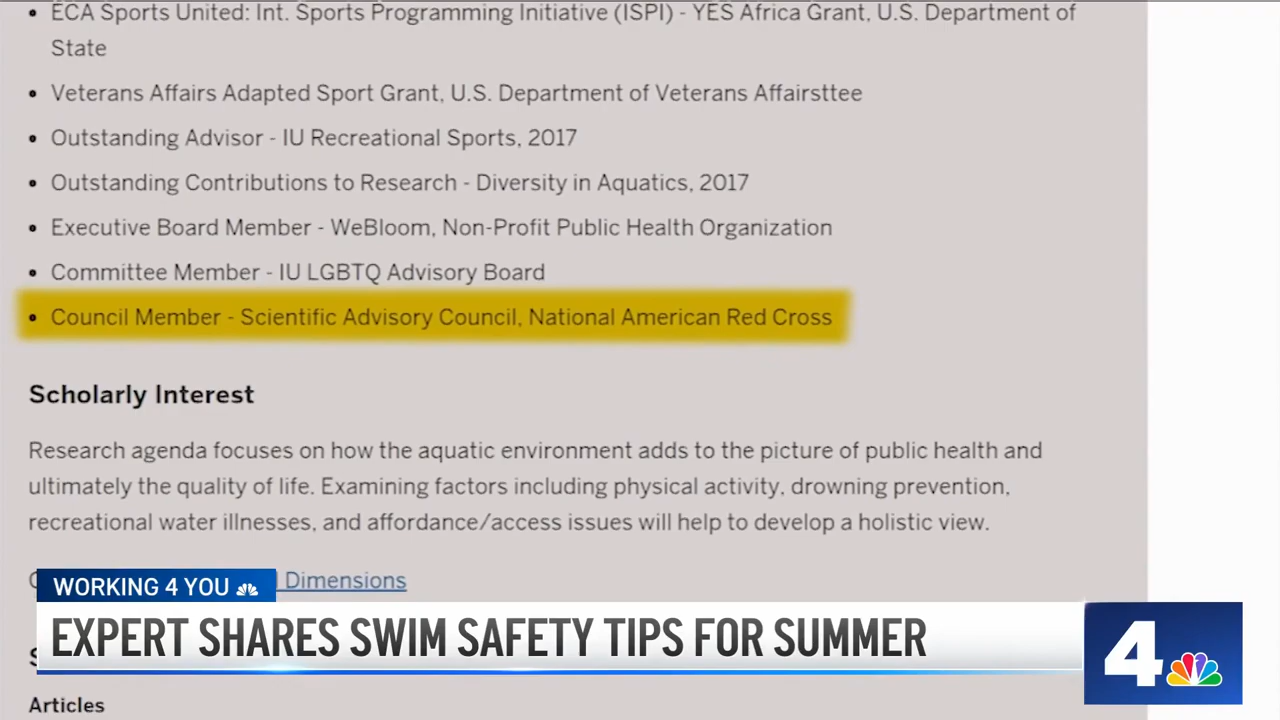 • ECA Sports United: Int. Sports Programming Initiative (ISPI) - YES Africa Grant, U.S. Department of
State
• Veterans Affairs Adapted Sport Grant, U.S. Department of Veterans Affairsttee
• Outstanding Advisor - IU Recreational Sports, 2017
• Outstanding Contributions to Research - Diversity in Aquatics, 2017
• Executive Board Member - WeBloom, Non-Profit Public Health Organization
• Committee Member - IU LGBTQ Advisory Board
• Council Member - Scientific Advisory Council, National American Red Cross
Scholarly Interest
Research agenda focuses on how the aquatic environment adds to the picture of public health and
ultimately the quality of life. Examining factors including physical activity, drowning prevention,
recreational water illnesses, and affordance/access issues will help to develop a holistic view.
Dimensions
WORKING 4 YOU
EXPERT SHARES SWIM SAFETY TIPS FOR SUMMER
4
Articles